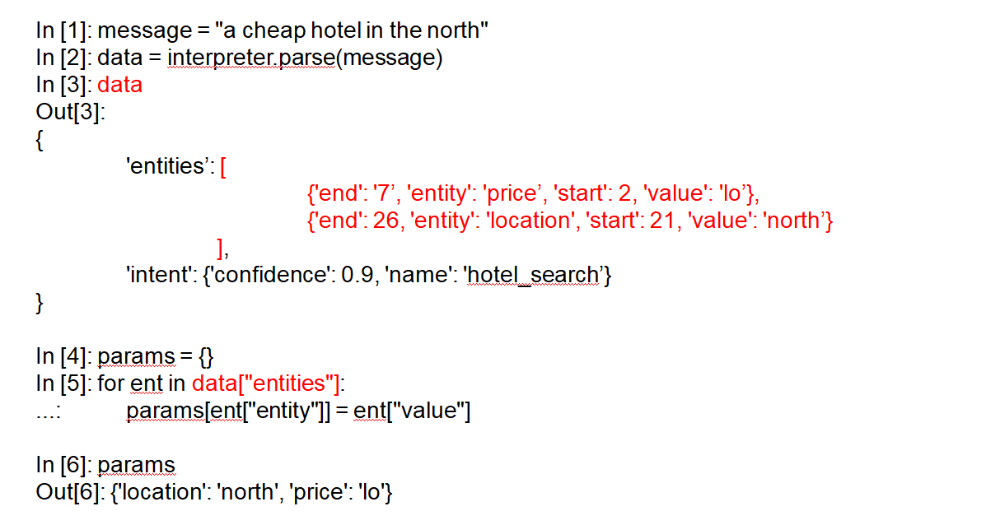 In [1]: message = "a cheap hotel in the north"
In [2]: data = interpreter.parse(message)
In [3]: data
Out[3]:
{
'entities’: [
{'end': '7’, 'entity': 'price’, 'start': 2, 'value': 'lo’},
{'end': 26, 'entity': 'location', 'start': 21, 'value': 'north’}
],
'intent': {'confidence': 0.9, 'name': 'hotel_search’}
}
In [4]: params = {}
In [5]: for ent in data["entities"]:
...: params[ent["entity"]] = ent["value"]
In [6]: params
Out[6]: {'location': 'north', 'price': 'lo'}